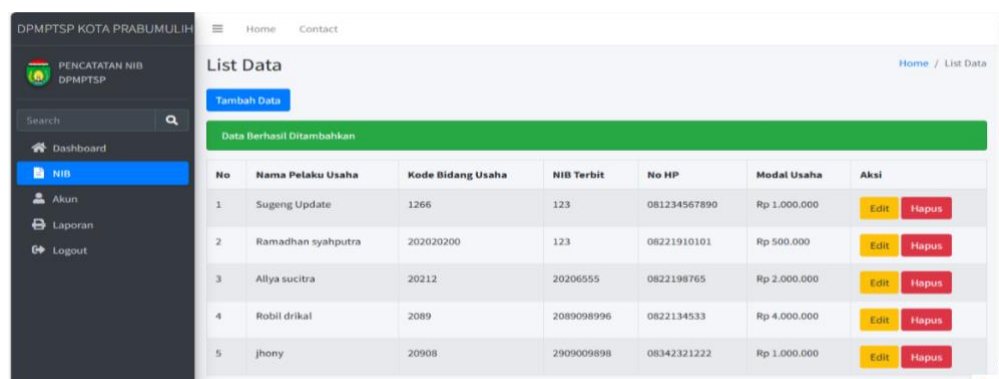 DPMPTSP KOTA PRABUMULIH
Home Contact
PENCATATAN NIB
DPMPTSP
Search
Dashboard
NIB
Akun
Laporan
Logout
List Data
Home / List Data
Tambah Data
Data Berhasil Ditambahkan
No Nama Pelaku Usaha Kode Bidang Usaha NIB Terbit No HP Modal Usaha Aksi
1 Sugeng Update 1266 123 081234567890 Rp 1.000.000 Edit Hapus
2 Ramadhan syahputra 202020200 123 08221910101 Rp 500.000 Edit Hapus
3 Allya sucitra 20212 20206555 0822198765 Rp 2.000.000 Edit Hapus
4 Robil drikal 2089 2089098996 0822134533 Rp 4.000.000 Edit Hapus
5 jhony 20908 2909009898 08342321222 Rp 1.000.000 Edit Hapus